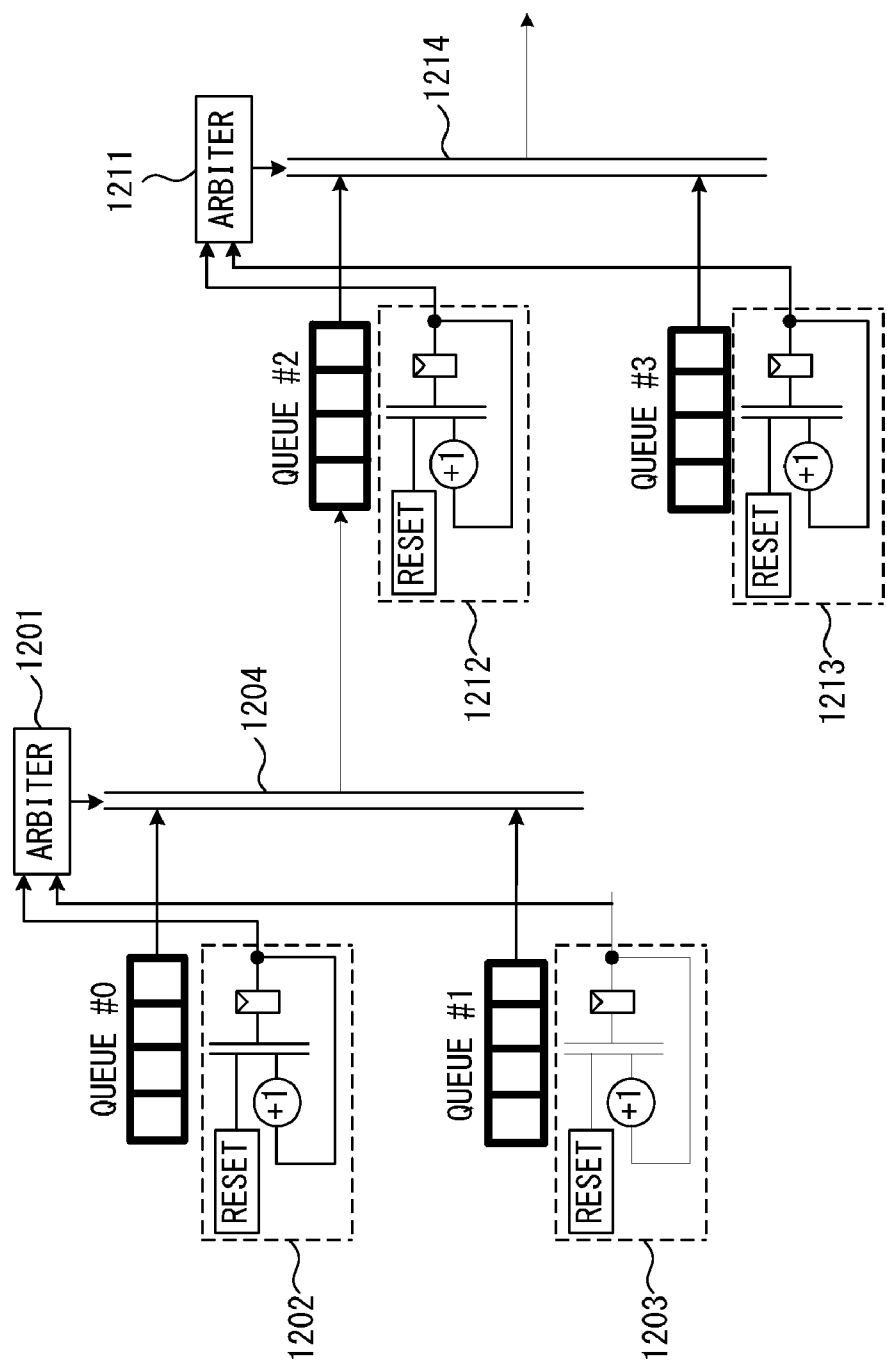 1201
ARBITER
QUEUE #0
RESET
+1
1202
1204
QUEUE #1
RESET
+1
1203
1211
ARBITER
QUEUE #2
RESET
+1
1212
1214
QUEUE #3
RESET
+1
1213